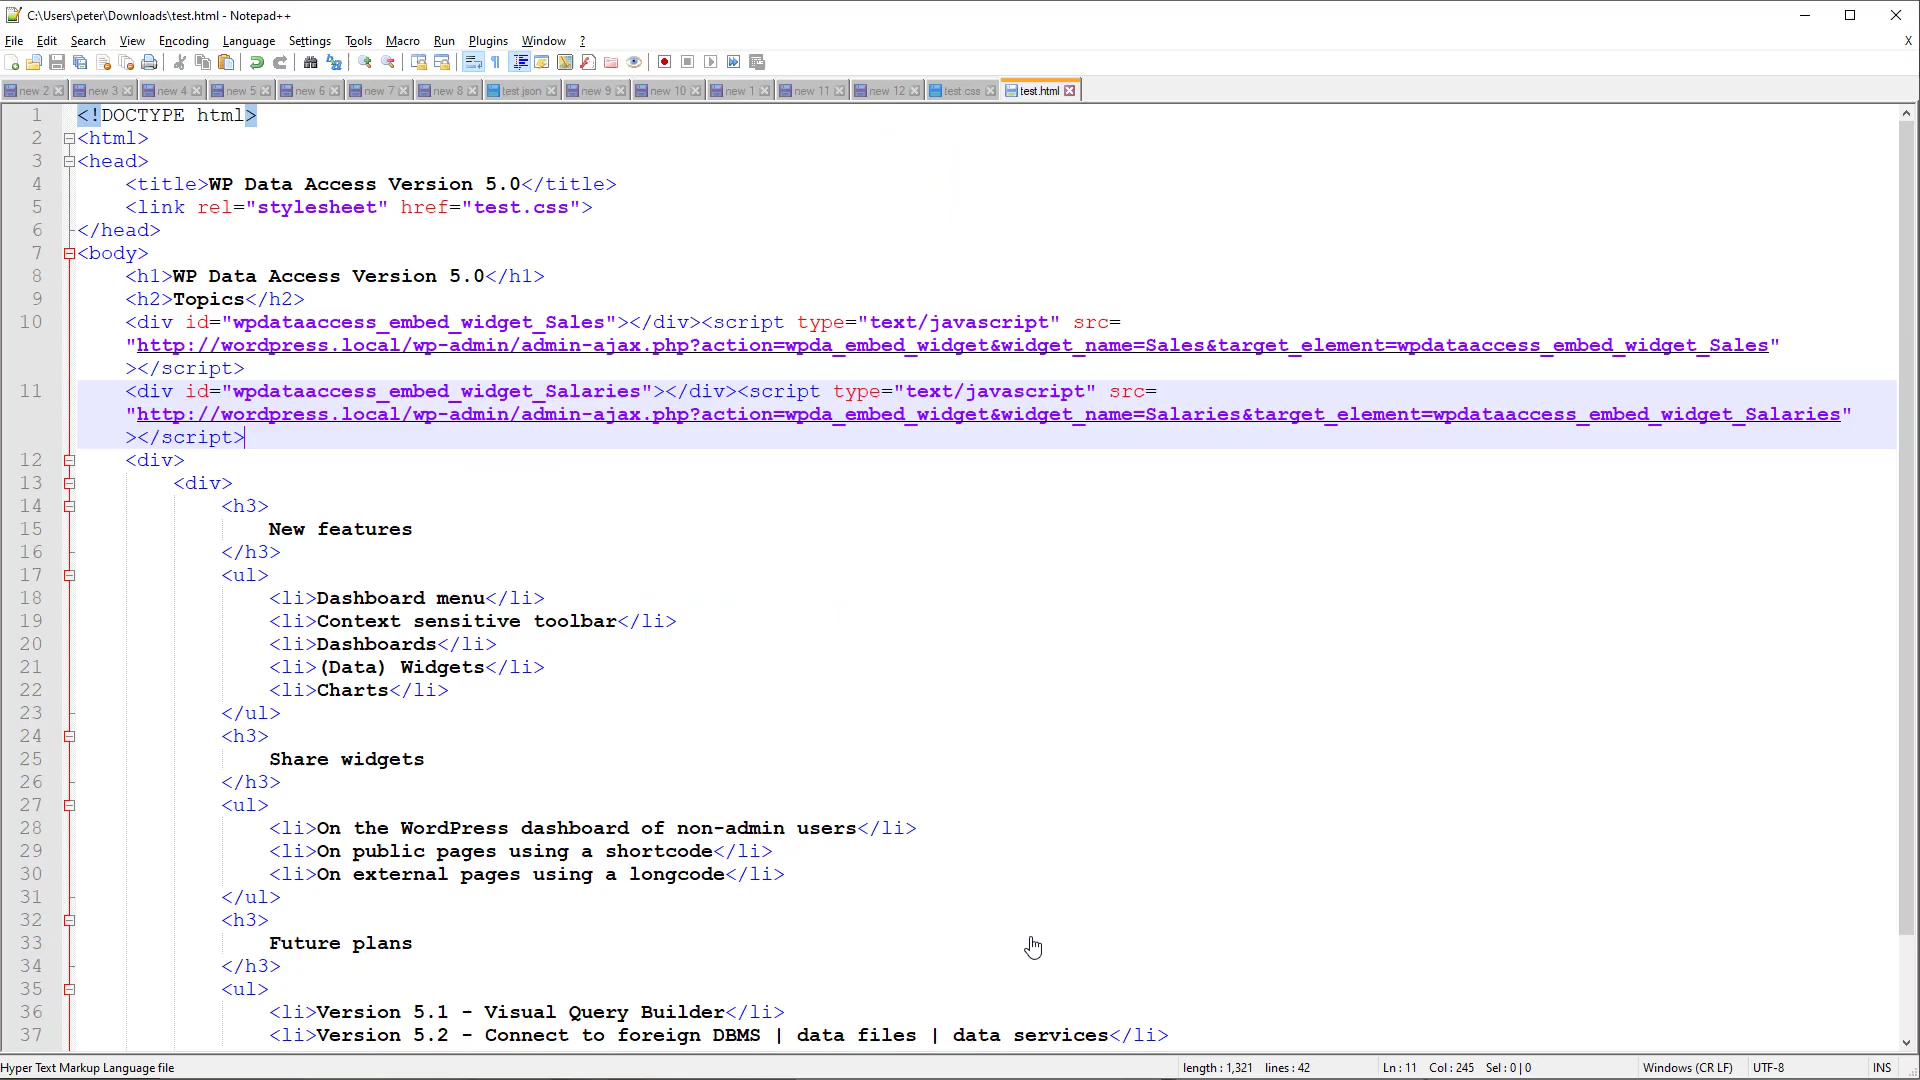 C:\Users\peter\Downloads\test.html - Notepad++
File Edit Search View Encoding Language Settings Tools Macro Run Plugins Window ? X
new 2 new 3 new 4 new 5 new 6 new 7 new 8 test.json new 9 new 10 new 1 new 11 new 12 test.css test.html
1 <!DOCTYPE html>
2 <html>
3 <head>
4 <title>WP Data Access Version 5.0</title>
5 <link rel="stylesheet" href="test.css">
6 </head>
7 <body>
8 <h1>WP Data Access Version 5.0</h1>
9 <h2>Topics</h2>
10 <div id="wpdataaccess_embed_widget_Sales"></div><script type="text/javascript" src=
"http://wordpress.local/wp-admin/admin-ajax.php?action=wpda_embed_widget&widget_name=Sales&target_element=wpdataaccess_embed_widget_Sales"
></script>
11 <div id="wpdataaccess_embed_widget_Salaries"></div><script type="text/javascript" src=
"http://wordpress.local/wp-admin/admin-ajax.php?action=wpda_embed_widget&widget_name=Salaries&target_element=wpdataaccess_embed_widget_Salaries"
></script>
12 <div>
13 <div>
14 <h3>
15 New features
16 </h3>
17 <ul>
18 <li>Dashboard menu</li>
19 <li>Context sensitive toolbar</li>
20 <li>Dashboards</li>
21 <li>(Data) Widgets</li>
22 <li>Charts</li>
23 </ul>
24 <h3>
25 Share widgets
26 </h3>
27 <ul>
28 <li>On the WordPress dashboard of non-admin users</li>
29 <li>On public pages using a shortcode</li>
30 <li>On external pages using a longcode</li>
31 </ul>
32 <h3>
33 Future plans
34 </h3>
35 <ul>
36 <li>Version 5.1 - Visual Query Builder</li>
37 <li>Version 5.2 - Connect to foreign DBMS | data files | data services</li>
Hyper Text Markup Language file length : 1,321 lines : 42 Ln : 11 Col : 245 Sel : 0 | 0 Windows (CR LF) UTF-8 INS